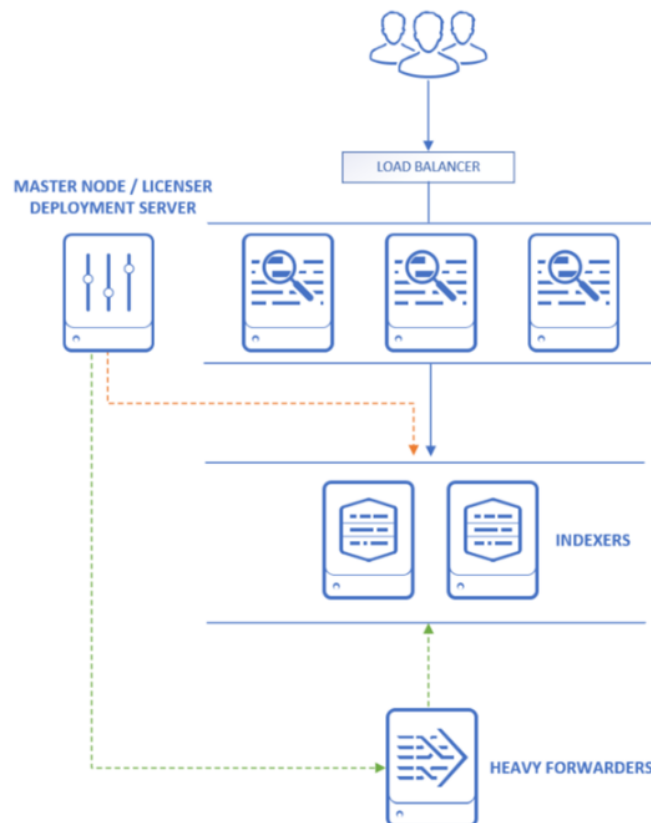 LOAD BALANCER
MASTER NODE / LICENSER
DEPLOYMENT SERVER
INDEXERS
HEAVY FORWARDERS